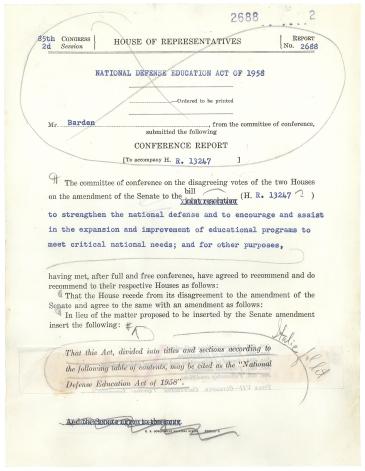 2688 2
85th CONGRESS
2d Session
HOUSE OF REPRESENTATIVES
REPORT
No. 2688
NATIONAL DEFENSE EDUCATION ACT OF 1958
.—Ordered to be printed
Mr. Barden, from the committee of conference,
submitted the following
CONFERENCE REPORT
[To accompany H. R. 13247 ]
¶ The committee of conference on the disagreeing votes of the two Houses
on the amendment of the Senate to the bill joint resolution (H. R. 13247 )
to strengthen the national defense and to encourage and assist
in the expansion and improvement of educational programs to
meet critical national needs; and for other purposes,
having met, after full and free conference, have agreed to recommend and do
recommend to their respective Houses as follows:
That the House recede from its disagreement to the amendment of the
Senate and agree to the same with an amendment as follows:
In lieu of the matter proposed to be inserted by the Senate amendment
insert the following:
That this Act, divided into titles and sections according to
the following table of contents, may be cited as the "National
Defense Education Act of 1958".
And the Senate agree to the same.